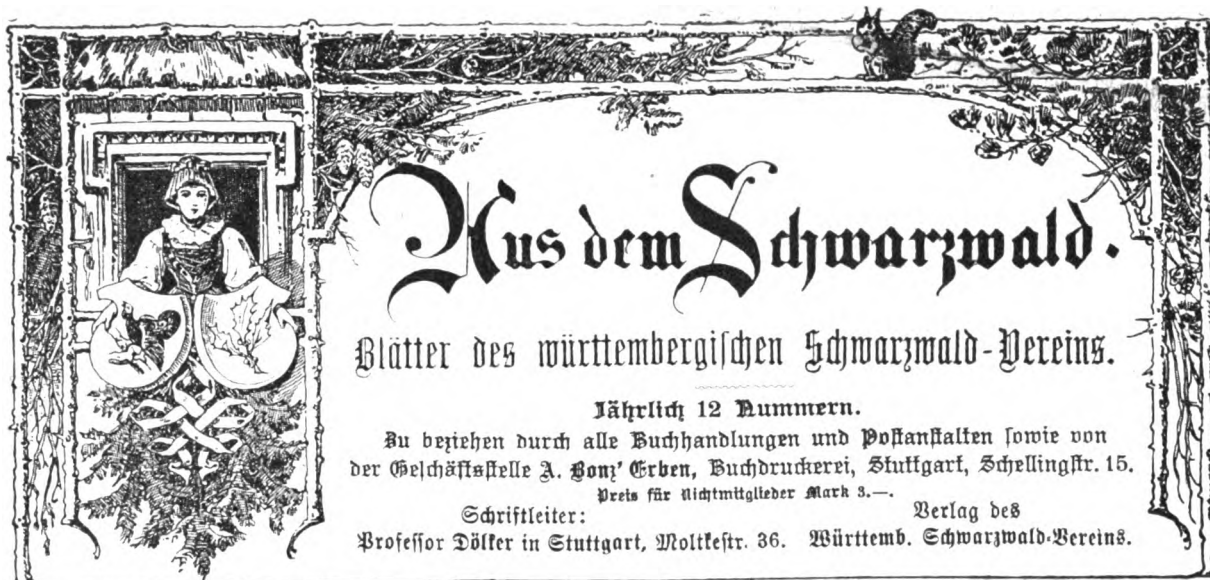 Aus dem Schwarzwald.
Blätter des württembergischen Schwarzwald-Vereins.
Jährlich 12 Nummern.
Zu beziehen durch alle Buchhandlungen und Postanstalten sowie von
der Geschäftsstelle A. Bonz' Erben, Buchdruckerei, Stuttgart, Schellingstr. 15.
Preis für Nichtmitglieder Mark 3.—.
Schriftleiter:
Professor Dölker in Stuttgart, Moltkestr. 36.
Verlag des
Württemb. Schwarzwald-Vereins.